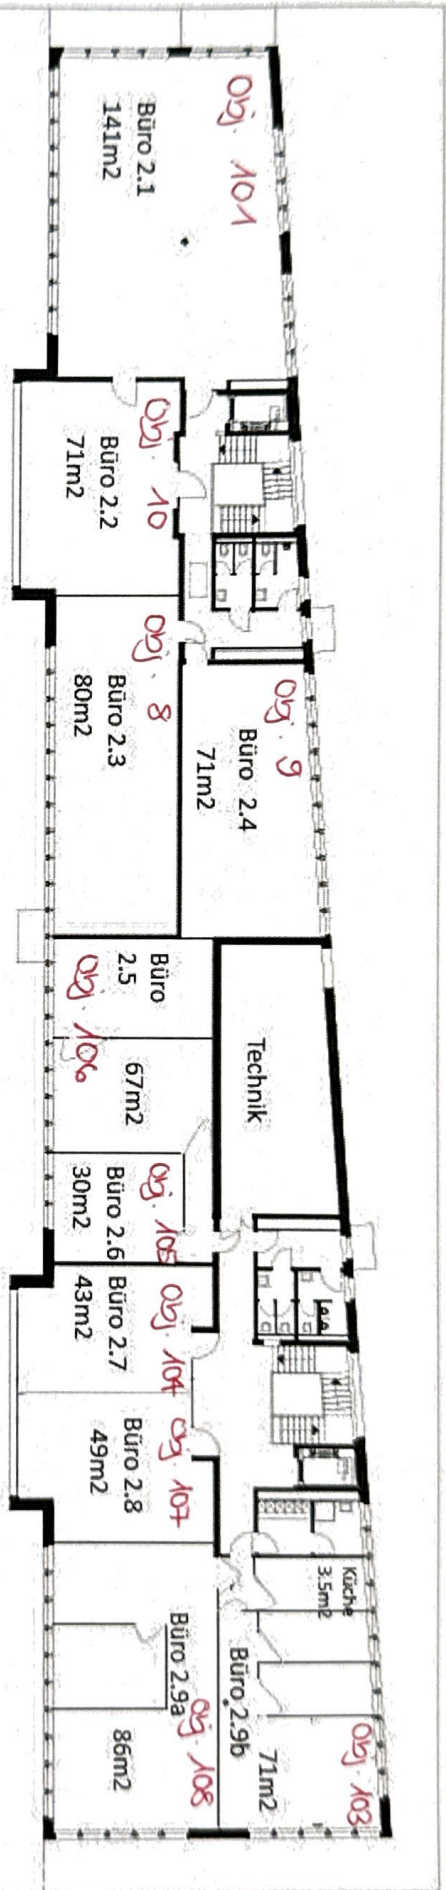 Obj. 101
Büro 2.1
141m2
Obj. 10
Büro 2.2
71m2
Obj. 8
Büro 2.3
80m2
Obj. 9
Büro 2.4
71m2
Büro
2.5
Obj. 106
67m2
Technik
Obj. 105
Büro 2.6
30m2
Obj. 104
Büro 2.7
43m2
Obj 107
Büro 2.8
49m2
Küche
3.5m2
Büro 2.9a
Obj. 108
86m2
Büro 2.9b
71m2
Obj. 103